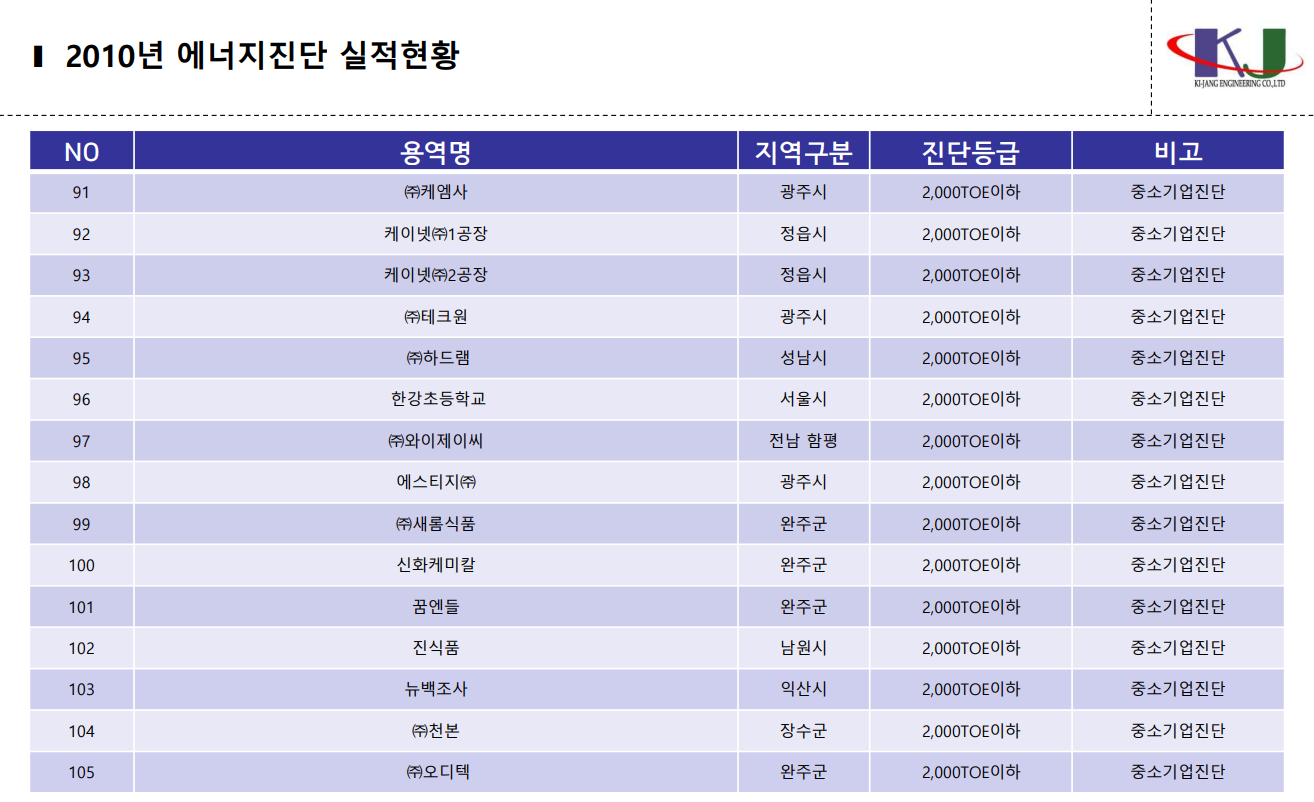 2010년 에너지진단 실적현황
KJ
KI-JANG ENGINEERING CO.,LTD
NO 용역명 지역구분 진단등급 비고
91 ㈜케엠사 광주시 2,000TOE이하 중소기업진단
92 케이넷㈜1공장 정읍시 2,000TOE이하 중소기업진단
93 케이넷㈜2공장 정읍시 2,000TOE이하 중소기업진단
94 ㈜테크원 광주시 2,000TOE이하 중소기업진단
95 ㈜하드램 성남시 2,000TOE이하 중소기업진단
96 한강초등학교 서울시 2,000TOE이하 중소기업진단
97 ㈜와이제이씨 전남 함평 2,000TOE이하 중소기업진단
98 에스티지㈜ 광주시 2,000TOE이하 중소기업진단
99 ㈜새롬식품 완주군 2,000TOE이하 중소기업진단
100 신화케미칼 완주군 2,000TOE이하 중소기업진단
101 꿈엔들 완주군 2,000TOE이하 중소기업진단
102 진식품 남원시 2,000TOE이하 중소기업진단
103 뉴백조사 익산시 2,000TOE이하 중소기업진단
104 ㈜천본 장수군 2,000TOE이하 중소기업진단
105 ㈜오디텍 완주군 2,000TOE이하 중소기업진단